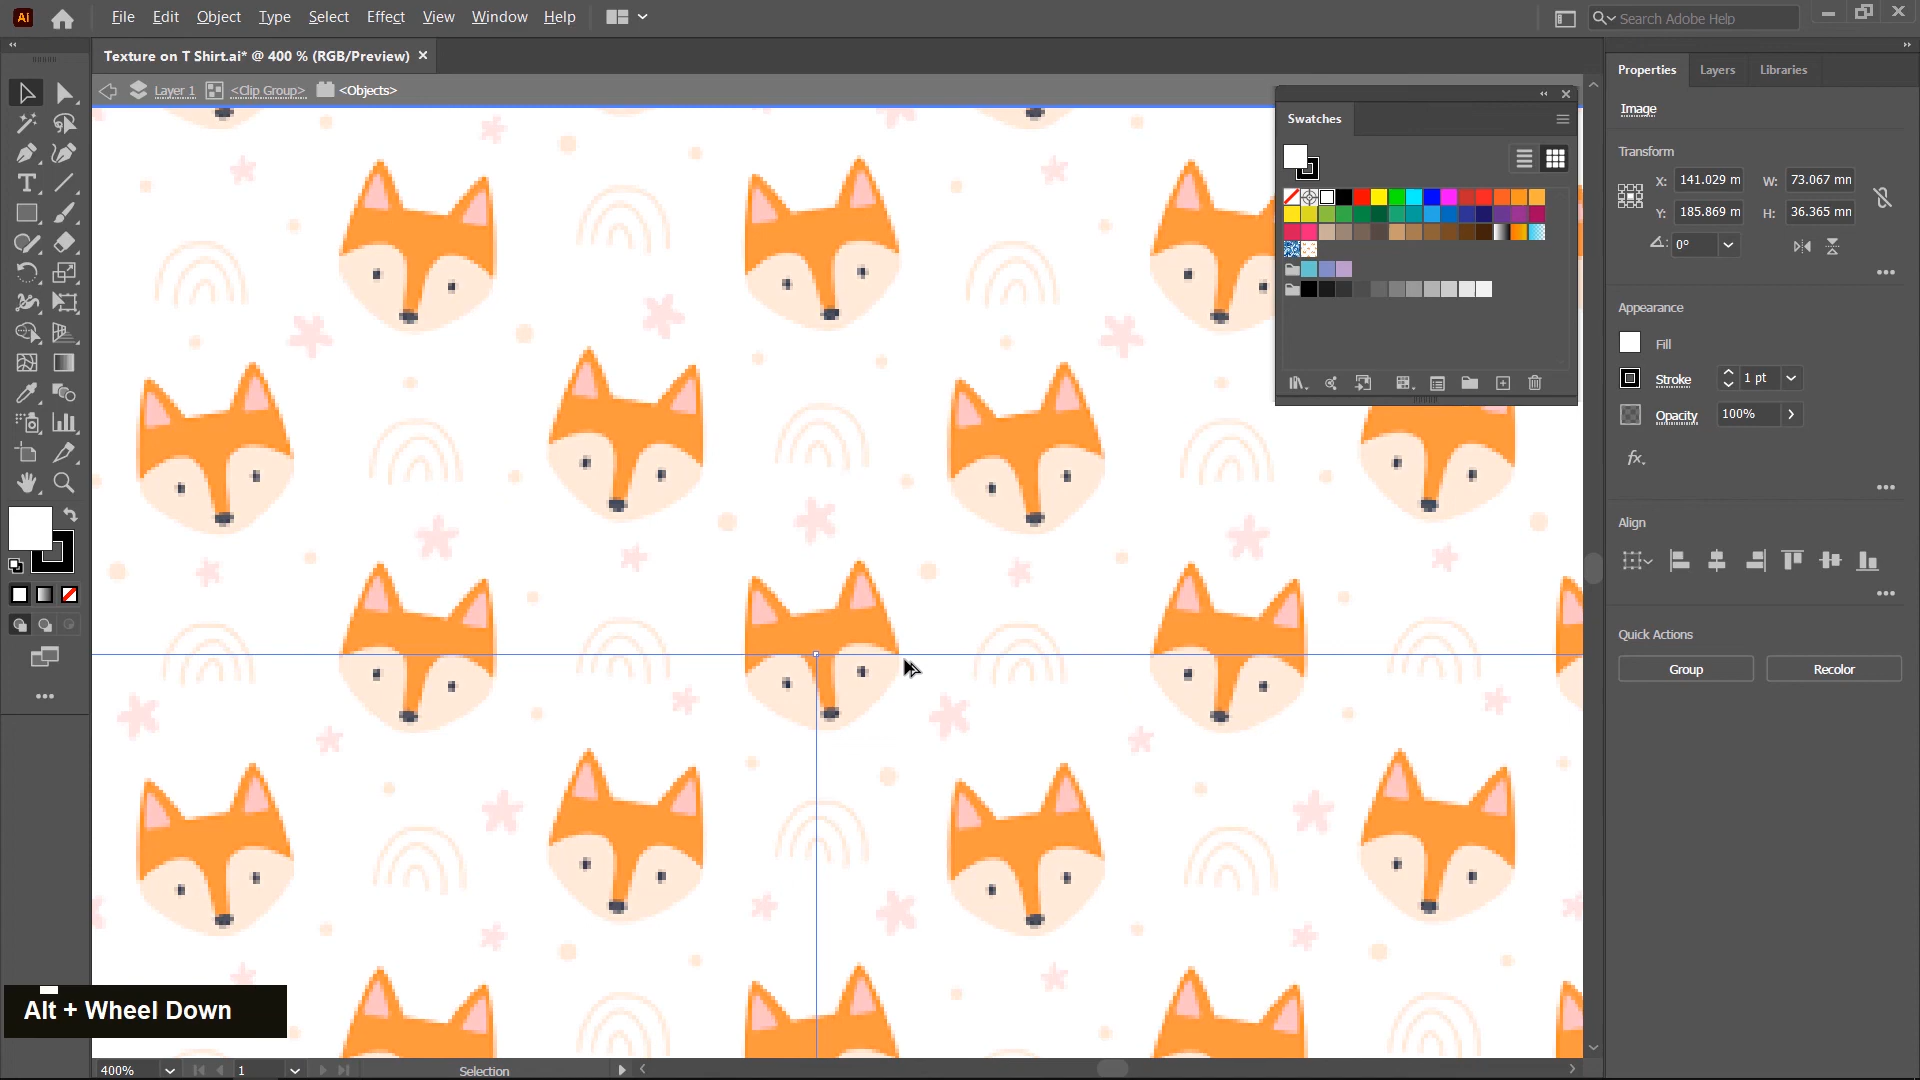 Ai
File Edit Object Type Select Effect View Window Help
Search Adobe Help
Texture on T Shirt.ai* @ 400 % (RGB/Preview) ×
Layer 1 <Clip Group> <Objects>
Swatches
Properties Layers Libraries
Image
Transform
X: 141.029 m W: 73.067 mn
Y: 185.869 m H: 36.365 mn
0°
Appearance
Fill
Stroke 1 pt
Opacity 100%
fx.
Align
Quick Actions
Group Recolor
Alt + Wheel Down
400% 1 Selection